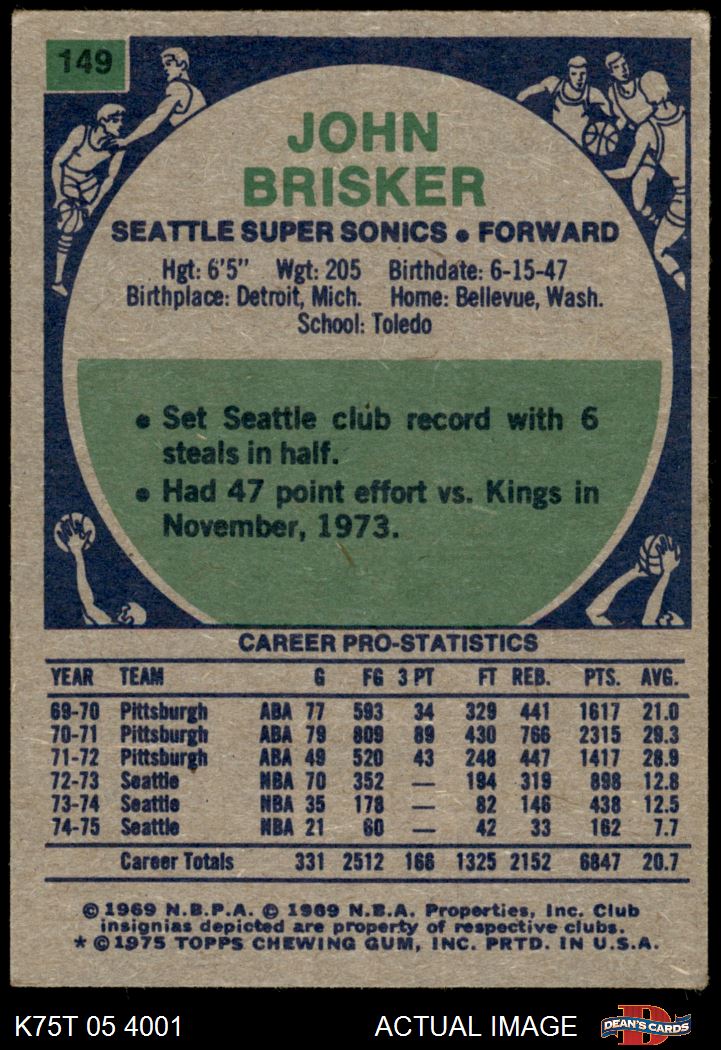 149
JOHN
BRISKER
SEATTLE SUPER SONICS • FORWARD
Hgt: 6'5" Wgt: 205 Birthdate: 6-15-47
Birthplace: Detroit, Mich. Home: Bellevue, Wash.
School: Toledo
• Set Seattle club record with 6
steals in half.
• Had 47 point effort vs. Kings in
November, 1973.
CAREER PRO-STATISTICS
YEAR TEAM G FG 3 PT FT REB. PTS. AVG.
69-70 Pittsburgh ABA 77 593 34 329 441 1617 21.0
70-71 Pittsburgh ABA 79 809 89 430 766 2315 29.3
71-72 Pittsburgh ABA 49 520 43 248 447 1417 28.9
72-73 Seattle NBA 70 352 — 194 319 898 12.8
73-74 Seattle NBA 35 178 — 82 146 438 12.5
74-75 Seattle NBA 21 60 — 42 33 162 7.7
Career Totals 331 2512 166 1325 2152 6847 20.7
© 1969 N.B.P.A. © 1969 N.B.A. Properties, Inc. Club
insignias depicted are property of respective clubs.
* © 1975 TOPPS CHEWING GUM, INC. PRTD. IN U.S.A.
K75T 05 4001 ACTUAL IMAGE D DEAN'S CARDS